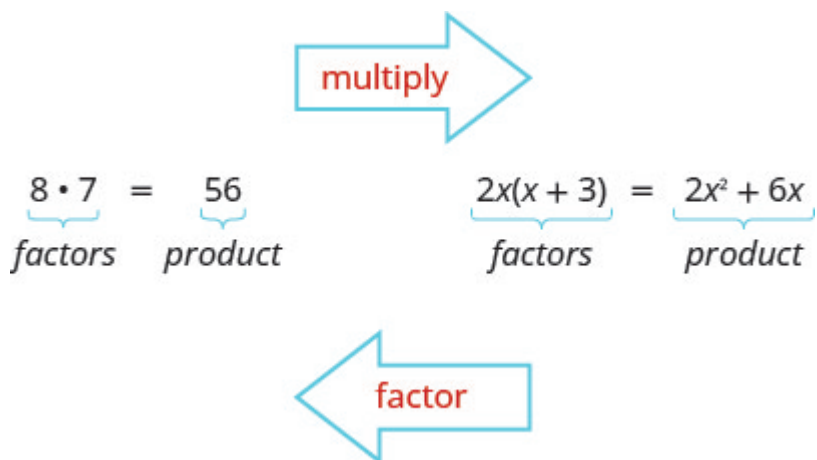 multiply
8 • 7 = 56 2x(x + 3) = 2x² + 6x
factors product factors product
factor